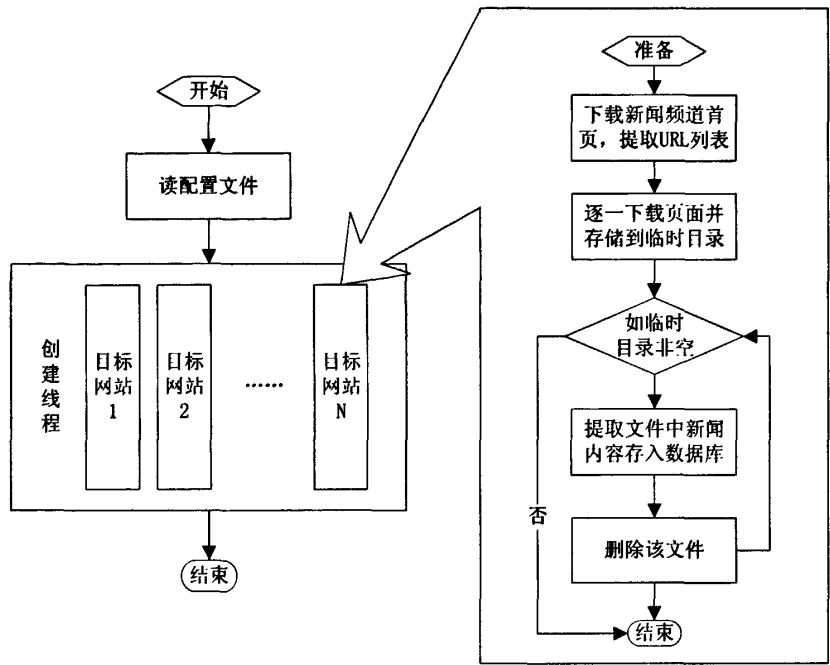 开始
读配置文件
创建线程
目标
网站
1
目标
网站
2
……
目标
网站
N
结束
准备
下载新闻频道首
页，提取URL列表
逐一下载页面并
存储到临时目录
如临时
目录非空
提取文件中新闻
内容存入数据库
否
删除该文件
结束